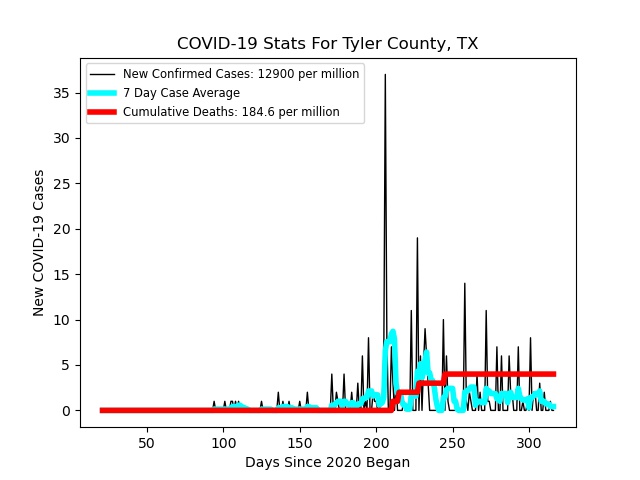 COVID-19 Stats For Tyler County, TX
New Confirmed Cases: 12900 per million
7 Day Case Average
Cumulative Deaths: 184.6 per million
New COVID-19 Cases
35
30
25
20
15
10
5
0
50 100 150 200 250 300
Days Since 2020 Began